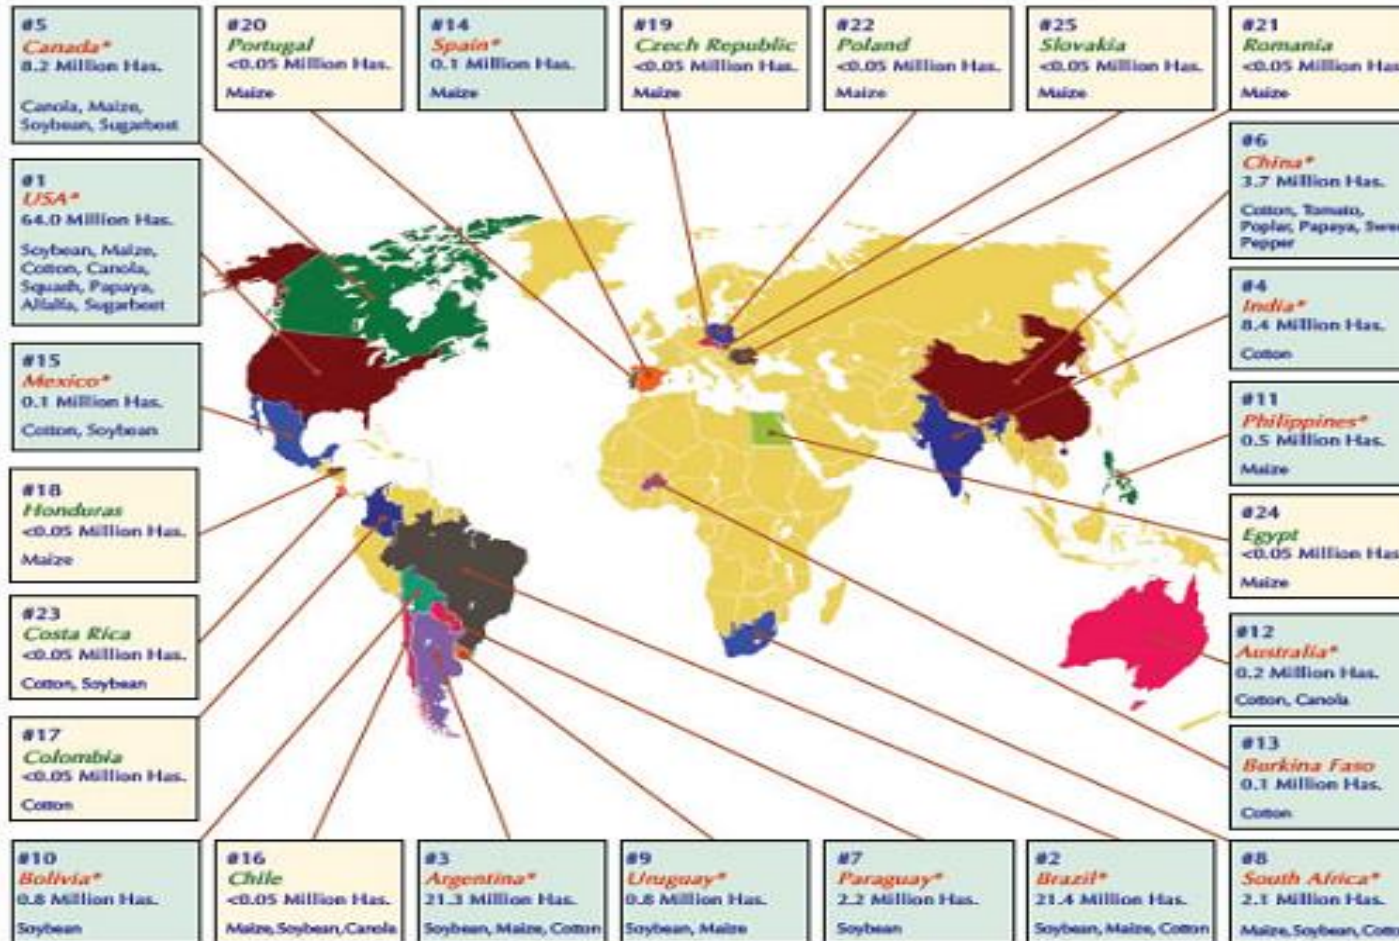 #5
Canada*
8.2 Million Has.
Canola, Maize,
Soybean, Sugarbeet
#20
Portugal
<0.05 Million Has.
Maize
#14
Spain*
0.1 Million Has.
Maize
#19
Czech Republic
<0.05 Million Has.
Maize
#22
Poland
<0.05 Million Has.
Maize
#25
Slovakia
<0.05 Million Has.
Maize
#21
Romania
<0.05 Million Has
Maize
#6
China*
3.7 Million Has.
Cotton, Tomato,
Poplar, Papaya, Swe
Pepper
#1
USA*
64.0 Million Has.
Soybean, Maize,
Cotton, Canola,
Squash, Papaya,
Alfalfa, Sugarbeet
#4
India*
8.4 Million Has.
Cotton
#15
Mexico*
0.1 Million Has.
Cotton, Soybean
#11
Philippines*
0.5 Million Has.
Maize
#18
Honduras
<0.05 Million Has.
Maize
#24
Egypt
<0.05 Million Has
Maize
#23
Costa Rica
<0.05 Million Has.
Cotton, Soybean
#12
Australia*
0.2 Million Has.
Cotton, Canola
#17
Colombia
<0.05 Million Has.
Cotton
#13
Burkina Faso
0.1 Million Has.
Cotton
#10
Bolivia*
0.8 Million Has.
Soybean
#16
Chile
<0.05 Million Has.
Maize, Soybean, Canola
#3
Argentina*
21.3 Million Has.
Soybean, Maize, Cotton
#9
Uruguay*
0.8 Million Has.
Soybean, Maize
#7
Paraguay*
2.2 Million Has.
Soybean
#2
Brazil*
21.4 Million Has.
Soybean, Maize, Cotton
#8
South Africa*
2.1 Million Has.
Maize, Soybean, Cott